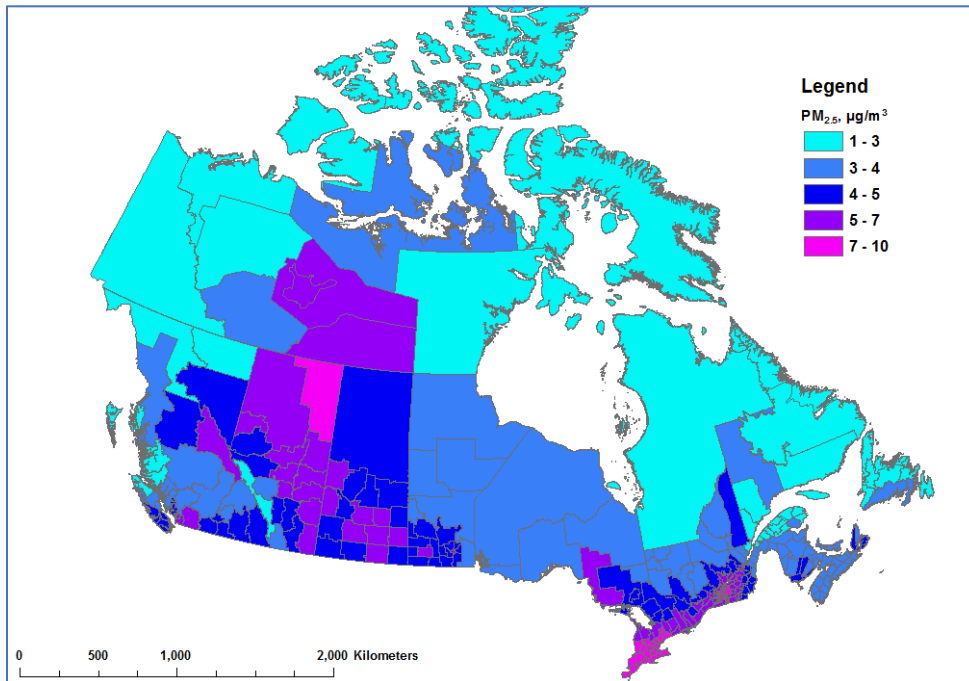 Legend
PM2.5, µg/m³
1 - 3
3 - 4
4 - 5
5 - 7
7 - 10
0 500 1,000 2,000 Kilometers